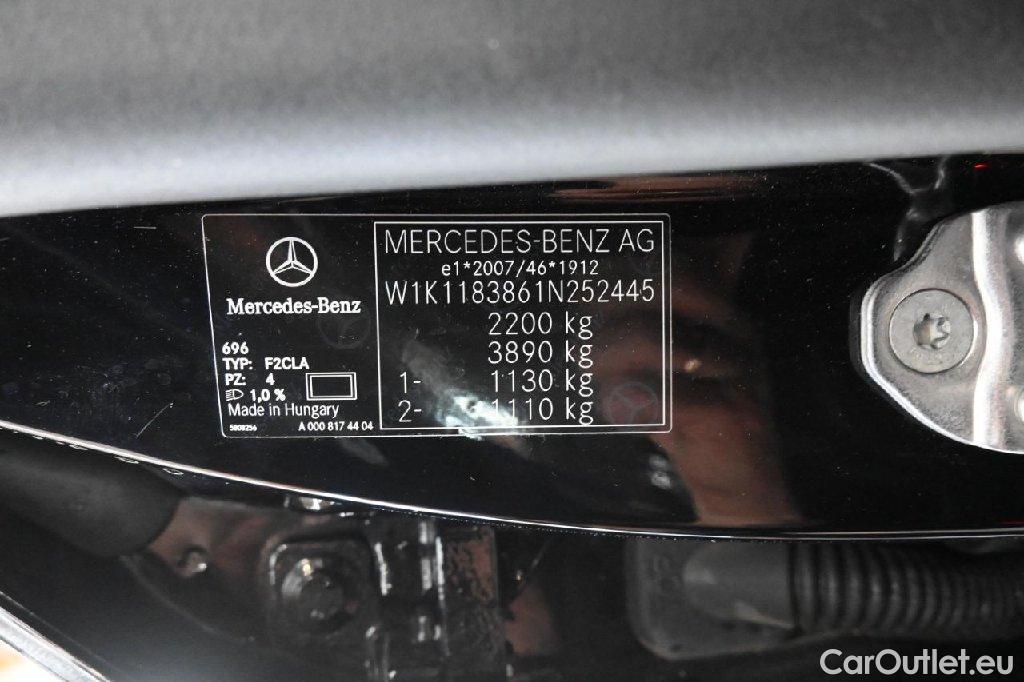 Mercedes-Benz
696
TYP: F2CLA
PZ: 4
1,0 %
Made in Hungary
5808256
A 000 817 44 04
MERCEDES-BENZ AG
e1*2007/46*1912
W1K1183861N252445
2200 kg
3890 kg
1- 1130 kg
2- 1110 kg
CarOutlet.eu